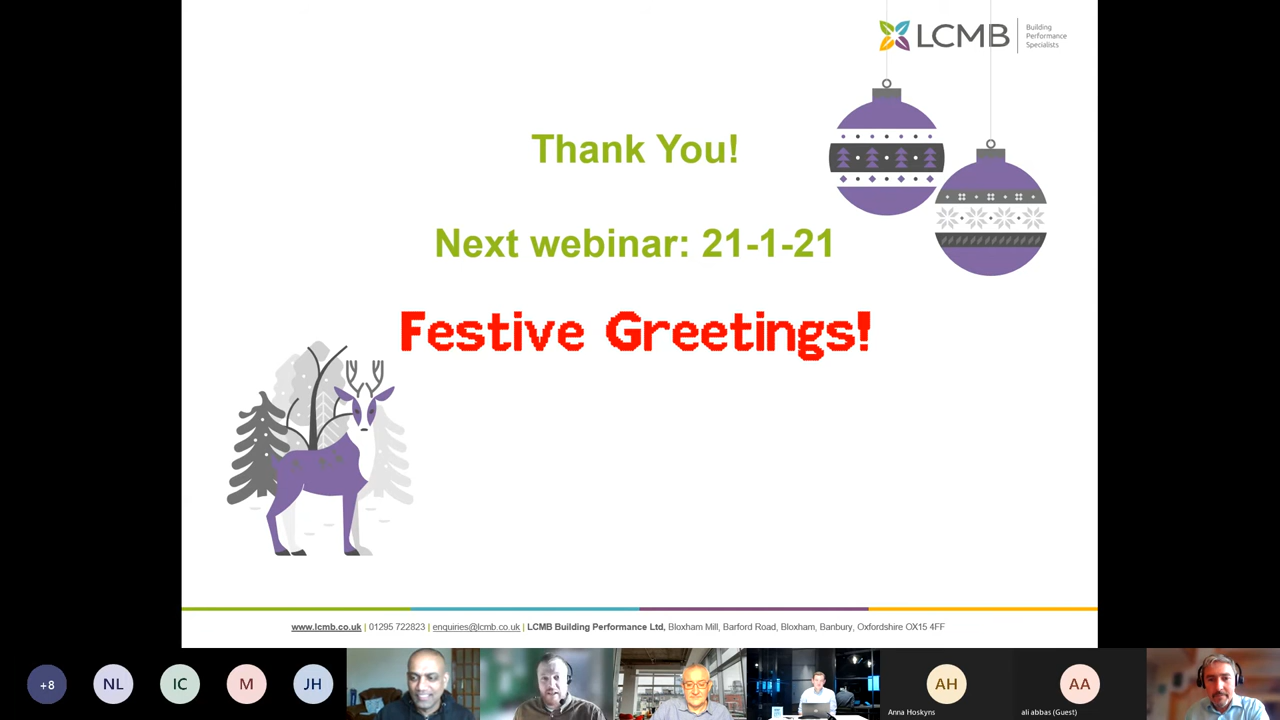 LCMB
Building
Performance
Specialists
Thank You!
Next webinar: 21-1-21
Festive Greetings!
www.lcmb.co.uk | 01295 722823 | enquiries@lcmb.co.uk | LCMB Building Performance Ltd, Bloxham Mill, Barford Road, Bloxham, Banbury, Oxfordshire OX15 4FF
+8
NL
IC
M
JH
AH
AA
Anna Hoskyns
ali abbas (Guest)